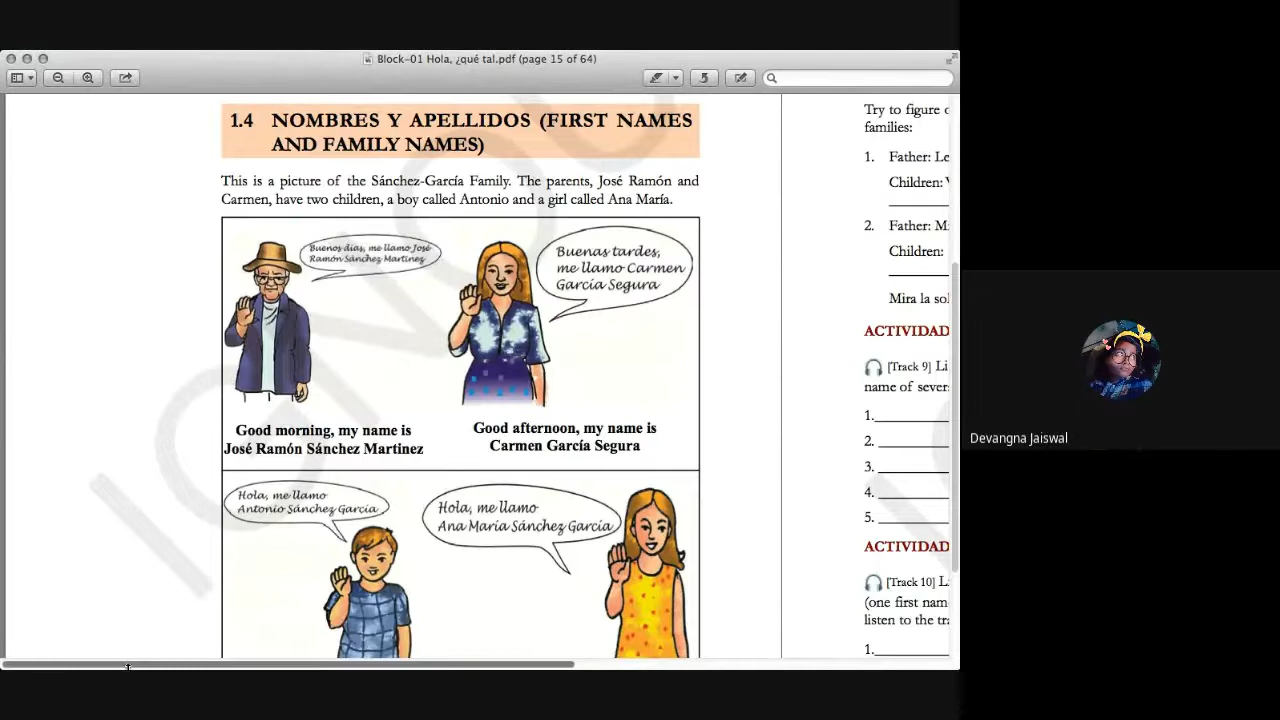 Block-01 Hola, ¿qué tal.pdf (page 15 of 64)
1.4 NOMBRES Y APELLIDOS (FIRST NAMES
AND FAMILY NAMES)
This is a picture of the Sánchez-García Family. The parents, José Ramón and
Carmen, have two children, a boy called Antonio and a girl called Ana María.
Buenos días, me llamo José
Ramón Sánchez Martinez
Buenas tardes,
me llamo Carmen
García Segura
Good morning, my name is
José Ramón Sánchez Martinez
Good afternoon, my name is
Carmen García Segura
Hola, me llamo
Antonio Sánchez García
Hola, me llamo
Ana María Sánchez García
Try to figure
families:
1. Father:
Children:
2. Father:
Children:
Mira la
ACTIVIDAD
[Track 9]
name of
1.
2.
3.
4.
5.
ACTIVIDAD
[Track 10]
(one first
listen to the
1.
Devangna Jaiswal
IGNOU